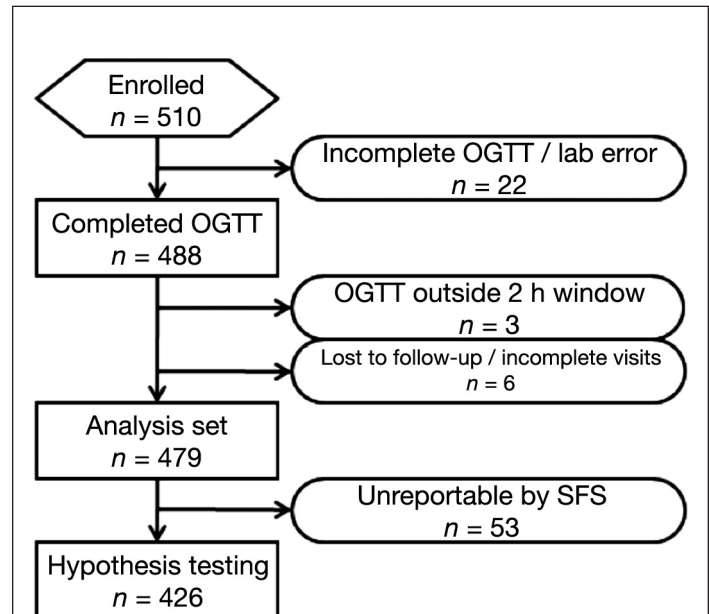 Enrolled
n = 510
Incomplete OGTT / lab error
n = 22
Completed OGTT
n = 488
OGTT outside 2 h window
n = 3
Lost to follow-up / incomplete visits
n = 6
Analysis set
n = 479
Unreportable by SFS
n = 53
Hypothesis testing
n = 426